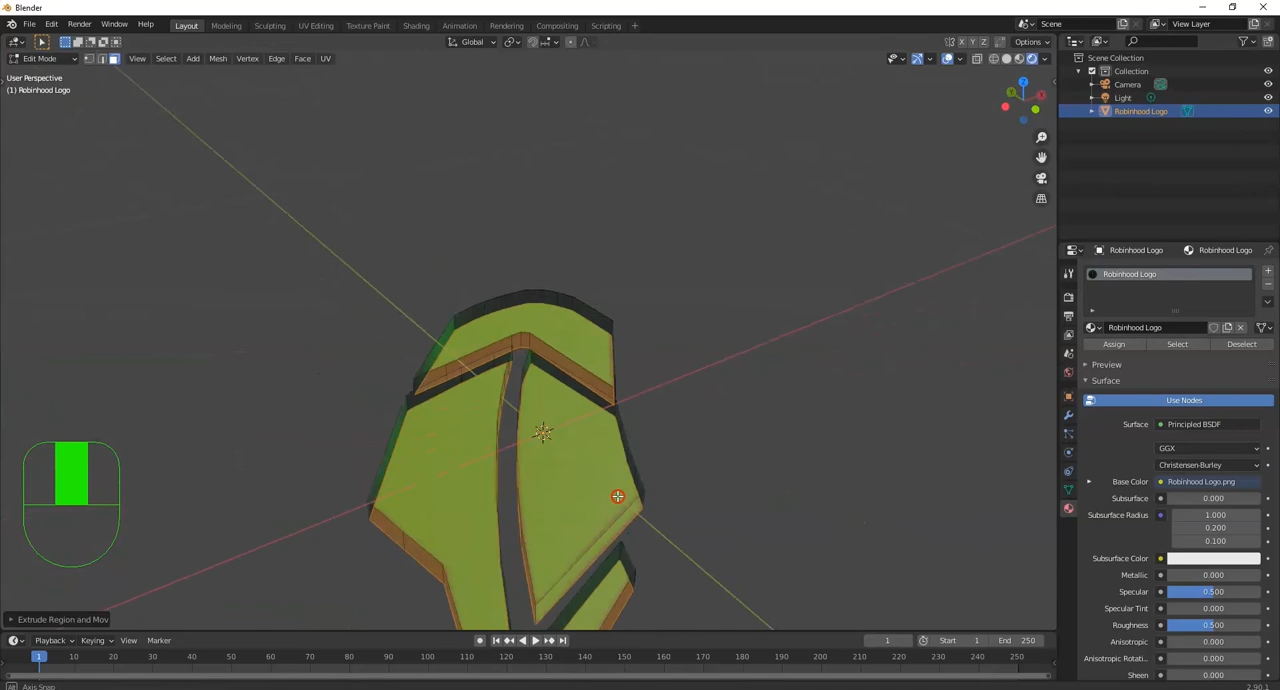 Blender
File Edit Render Window Help Layout Modeling Sculpting UV Editing Texture Paint Shading Animation Rendering Compositing Scripting + Scene View Layer
Global X Y Z Options
Edit Mode View Select Add Mesh Vertex Edge Face UV
User Perspective
(1) Robinhood Logo
Z
X
Y
Scene Collection
Collection
Camera
Light
Robinhood Logo
Robinhood Logo Robinhood Logo
Robinhood Logo
Robinhood Logo
Assign Select Deselect
Preview
Surface
Use Nodes
Surface Principled BSDF
GGX
Christensen-Burley
Base Color Robinhood Logo.png
Subsurface 0.000
Subsurface Radius 1.000
0.200
0.100
Subsurface Color
Metallic 0.000
Specular 0.500
Specular Tint 0.000
Roughness 0.500
Anisotropic 0.000
Anisotropic Rotati... 0.000
Sheen 0.000
Extrude Region and Mov
Playback Keying View Marker 1 Start 1 End 250
1 10 20 30 40 50 60 70 80 90 100 110 120 130 140 150 160 170 180 190 200 210 220 230 240 250
Alt Axis Snap 2.90.1